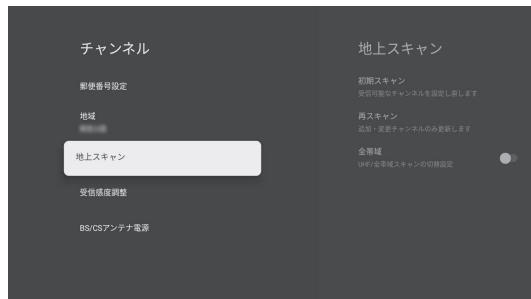 チャンネル
郵便番号設定
地域
地上スキャン
受信感度調整
BS/CSアンテナ電源
地上スキャン
初期スキャン
受信可能なチャンネルを設定し直します
再スキャン
追加・変更チャンネルのみ更新します
全帯域
UHF/全帯域スキャンの切替設定